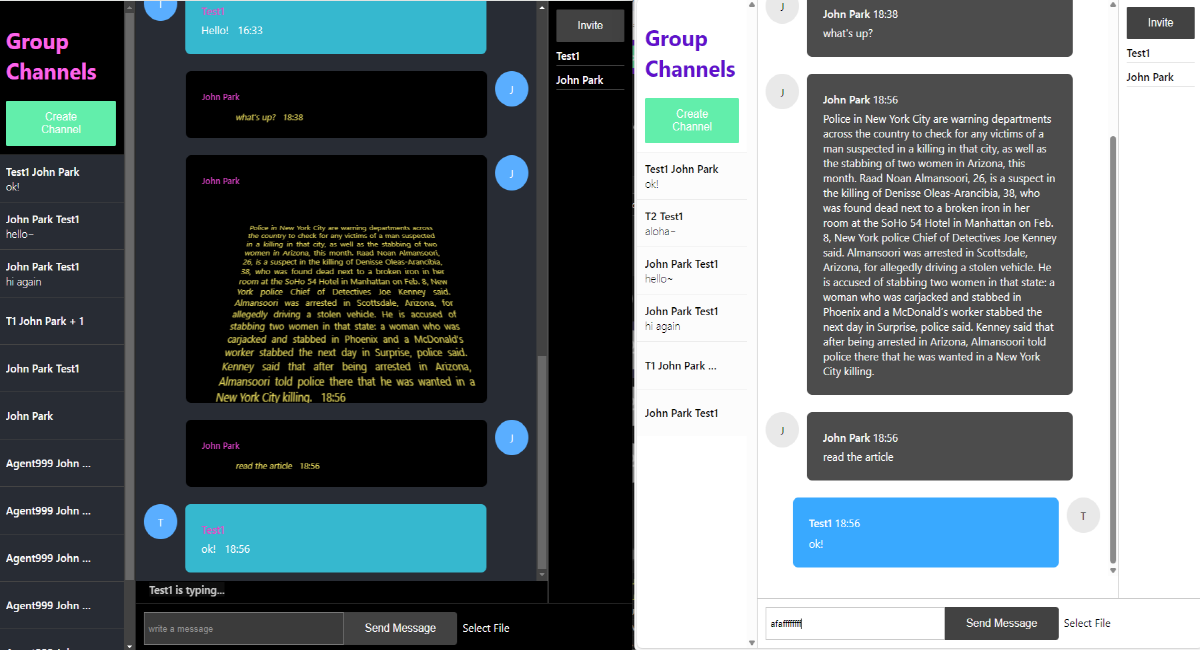 Group
Channels
Create
Channel
Test1 John Park
ok!
John Park Test1
hello~
John Park Test1
hi again
T1 John Park + 1
John Park Test1
John Park
Agent999 John ...
Agent999 John ...
Agent999 John ...
Agent999 John ...
T
Test1
Hello! 16:33
John Park
what's up? 18:38
J
John Park
J
Police in New York City are warning departments across
the country to check for any victims of a man suspected
in a killing in that city, as well as the stabbing of two
women in Arizona, this month. Raad Noan Almansoori,
26, is a suspect in the killing of Denisse Oleas-Arancibia,
38, who was found dead next to a broken iron in her
room at the SoHo 54 Hotel in Manhattan on Feb. 8, New
York police Chief of Detectives Joe Kenney said.
Almansoori was arrested in Scottsdale, Arizona, for
allegedly driving a stolen vehicle. He is accused of
stabbing two women in that state: a woman who was
carjacked and stabbed in Phoenix and a McDonald's
worker stabbed the next day in Surprise, police said.
Kenney said that after being arrested in Arizona,
Almansoori told police there that he was wanted in a
New York City killing. 18:56
John Park
read the article 18:56
J
T
Test1
ok! 18:56
Test1 is typing...
write a message
Send Message
Select File
Invite
Test1
John Park
Group
Channels
Create
Channel
Test1 John Park
ok!
T2 Test1
aloha~
John Park Test1
hello~
John Park Test1
hi again
T1 John Park ...
John Park Test1
J
John Park 18:38
what's up?
J
John Park 18:56
Police in New York City are warning departments
across the country to check for any victims of a
man suspected in a killing in that city, as well as
the stabbing of two women in Arizona, this
month. Raad Noan Almansoori, 26, is a suspect in
the killing of Denisse Oleas-Arancibia, 38, who
was found dead next to a broken iron in her
room at the SoHo 54 Hotel in Manhattan on Feb.
8, New York police Chief of Detectives Joe Kenney
said. Almansoori was arrested in Scottsdale,
Arizona, for allegedly driving a stolen vehicle. He
is accused of stabbing two women in that state: a
woman who was carjacked and stabbed in
Phoenix and a McDonald's worker stabbed the
next day in Surprise, police said. Kenney said that
after being arrested in Arizona, Almansoori told
police there that he was wanted in a New York
City killing.
J
John Park 18:56
read the article
Test1 18:56
ok!
T
Send Message
Select File
Invite
Test1
John Park